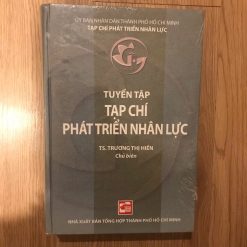 ỦY BAN NHÂN DÂN THÀNH PHỐ HỒ CHÍ MINH
TẠP CHÍ PHÁT TRIỂN NHÂN LỰC
TUYỂN TẬP
TẠP CHÍ
PHÁT TRIỂN NHÂN LỰC
TS. TRƯƠNG THỊ HIỀN
Chủ biên
NHÀ XUẤT BẢN TỔNG HỢP THÀNH PHỐ HỒ CHÍ MINH